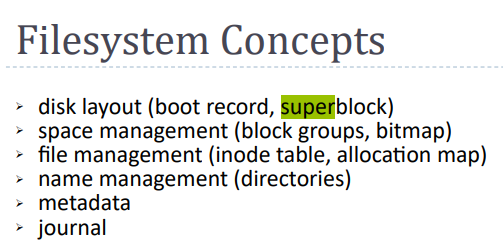 Filesystem Concepts
➢ disk layout (boot record, superblock)
➢ space management (block groups, bitmap)
➢ file management (inode table, allocation map)
➢ name management (directories)
➢ metadata
➢ journal